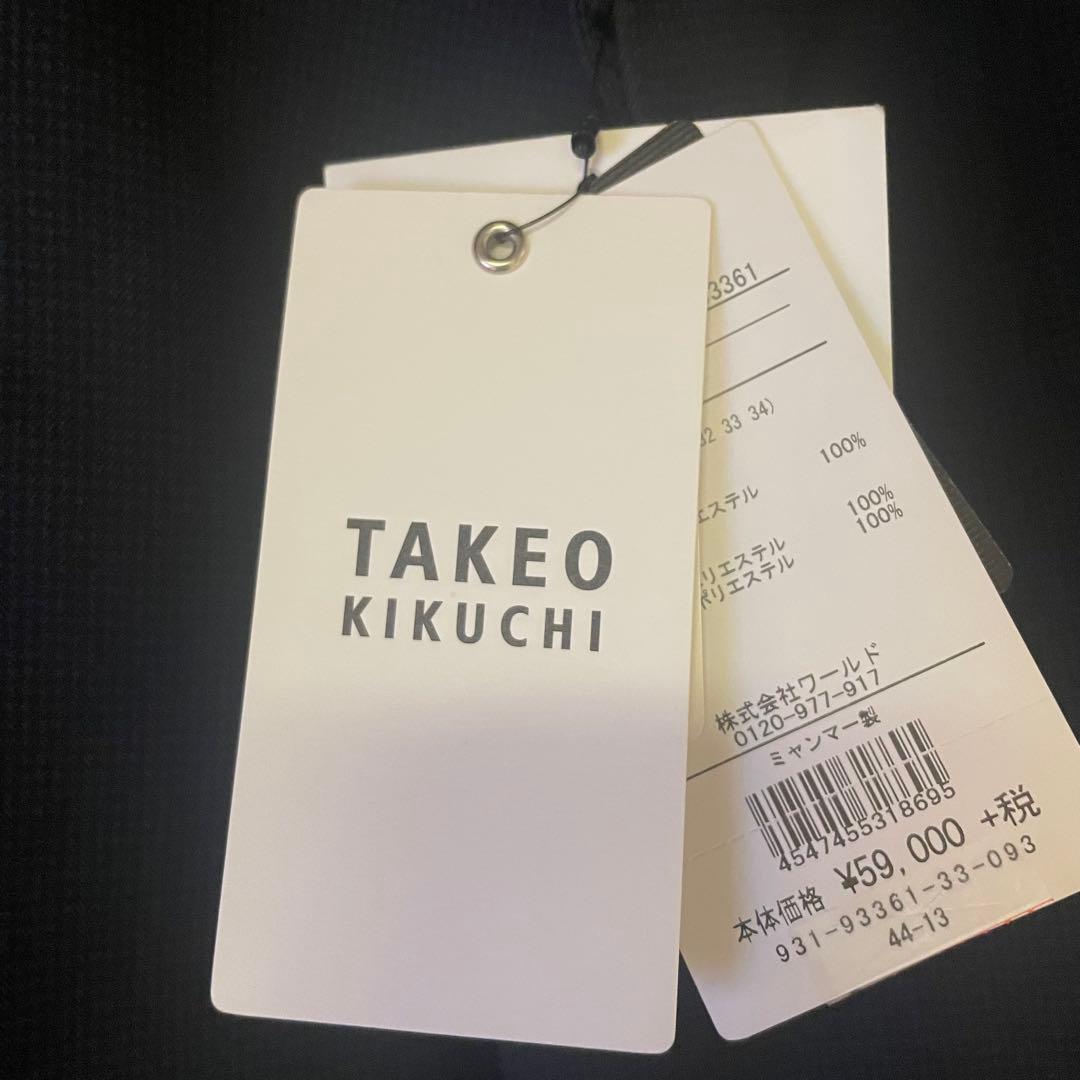 TAKEO
KIKUCHI
3361
32 33 34)
100%
エステル
100%
100%
リエステル
ポリエステル
株式会社ワールド
0120-977-917
ミャンマー製
4547455318695
本体価格 ¥59,000 +税
931-93361-33-093
44-13